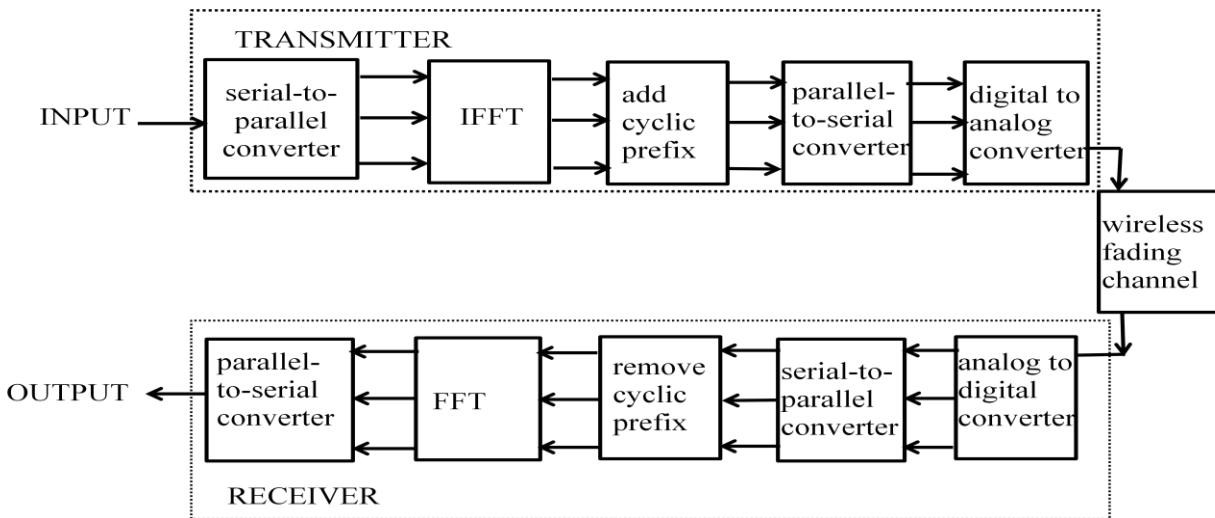 TRANSMITTER
INPUT
serial-to-
parallel
converter
IFFT
add
cyclic
prefix
parallel-
to-serial
converter
digital to
analog
converter
wireless
fading
channel
analog to
digital
converter
serial-to-
parallel
converter
remove
cyclic
prefix
FFT
parallel-
to-serial
converter
OUTPUT
RECEIVER